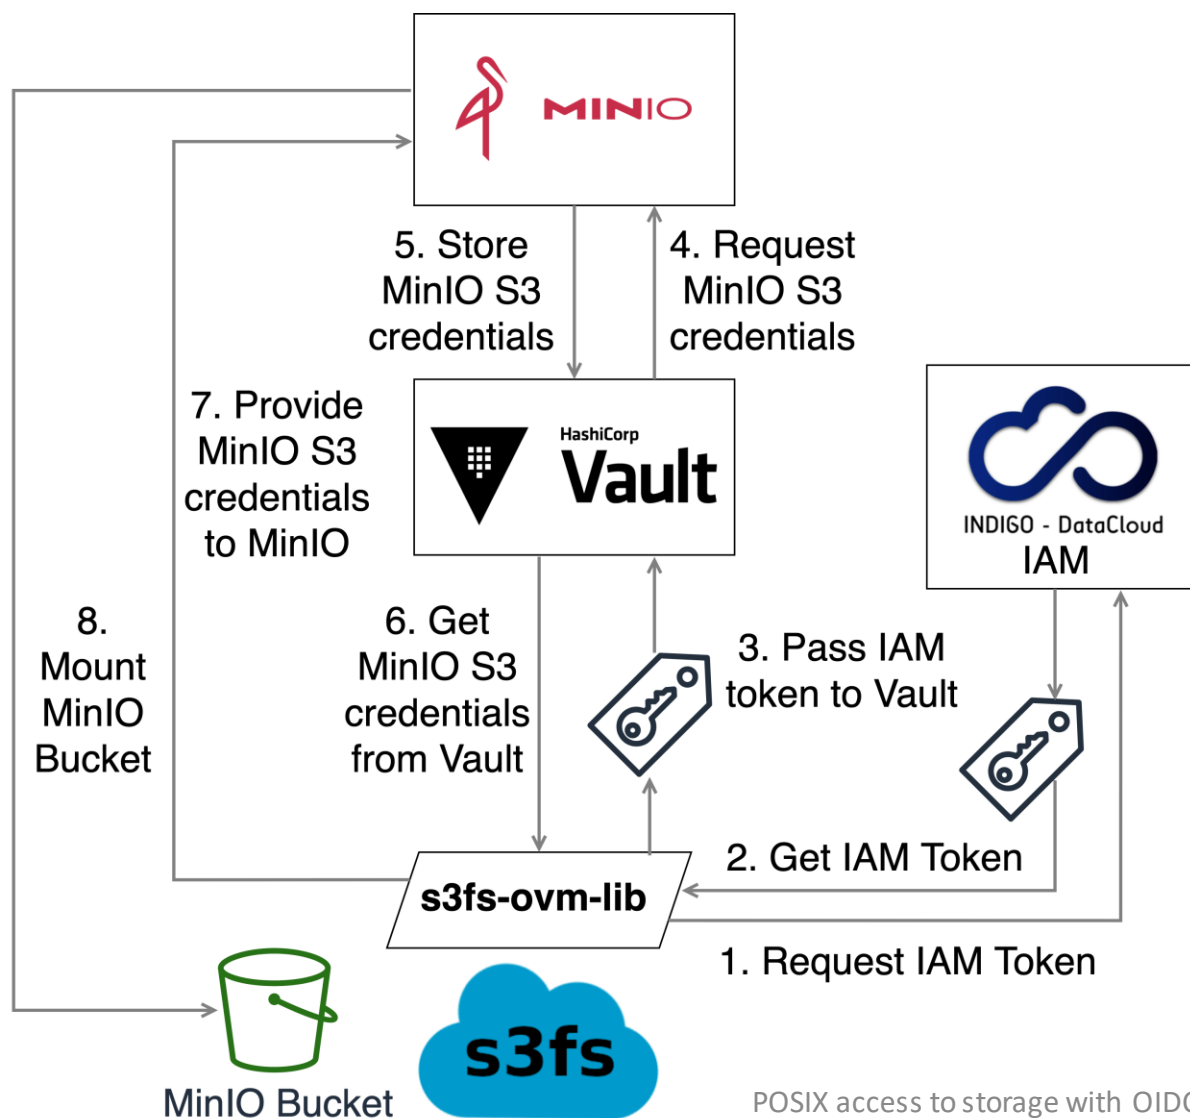 MINIO
5. Store
MinIO S3
credentials
4. Request
MinIO S3
credentials
7. Provide
MinIO S3
credentials
to MinIO
HashiCorp
Vault
INDIGO - DataCloud
IAM
8.
Mount
MinIO
Bucket
6. Get
MinIO S3
credentials
from Vault
3. Pass IAM
token to Vault
2. Get IAM Token
s3fs-ovm-lib
1. Request IAM Token
s3fs
MinIO Bucket
POSIX access to storage with OIDC